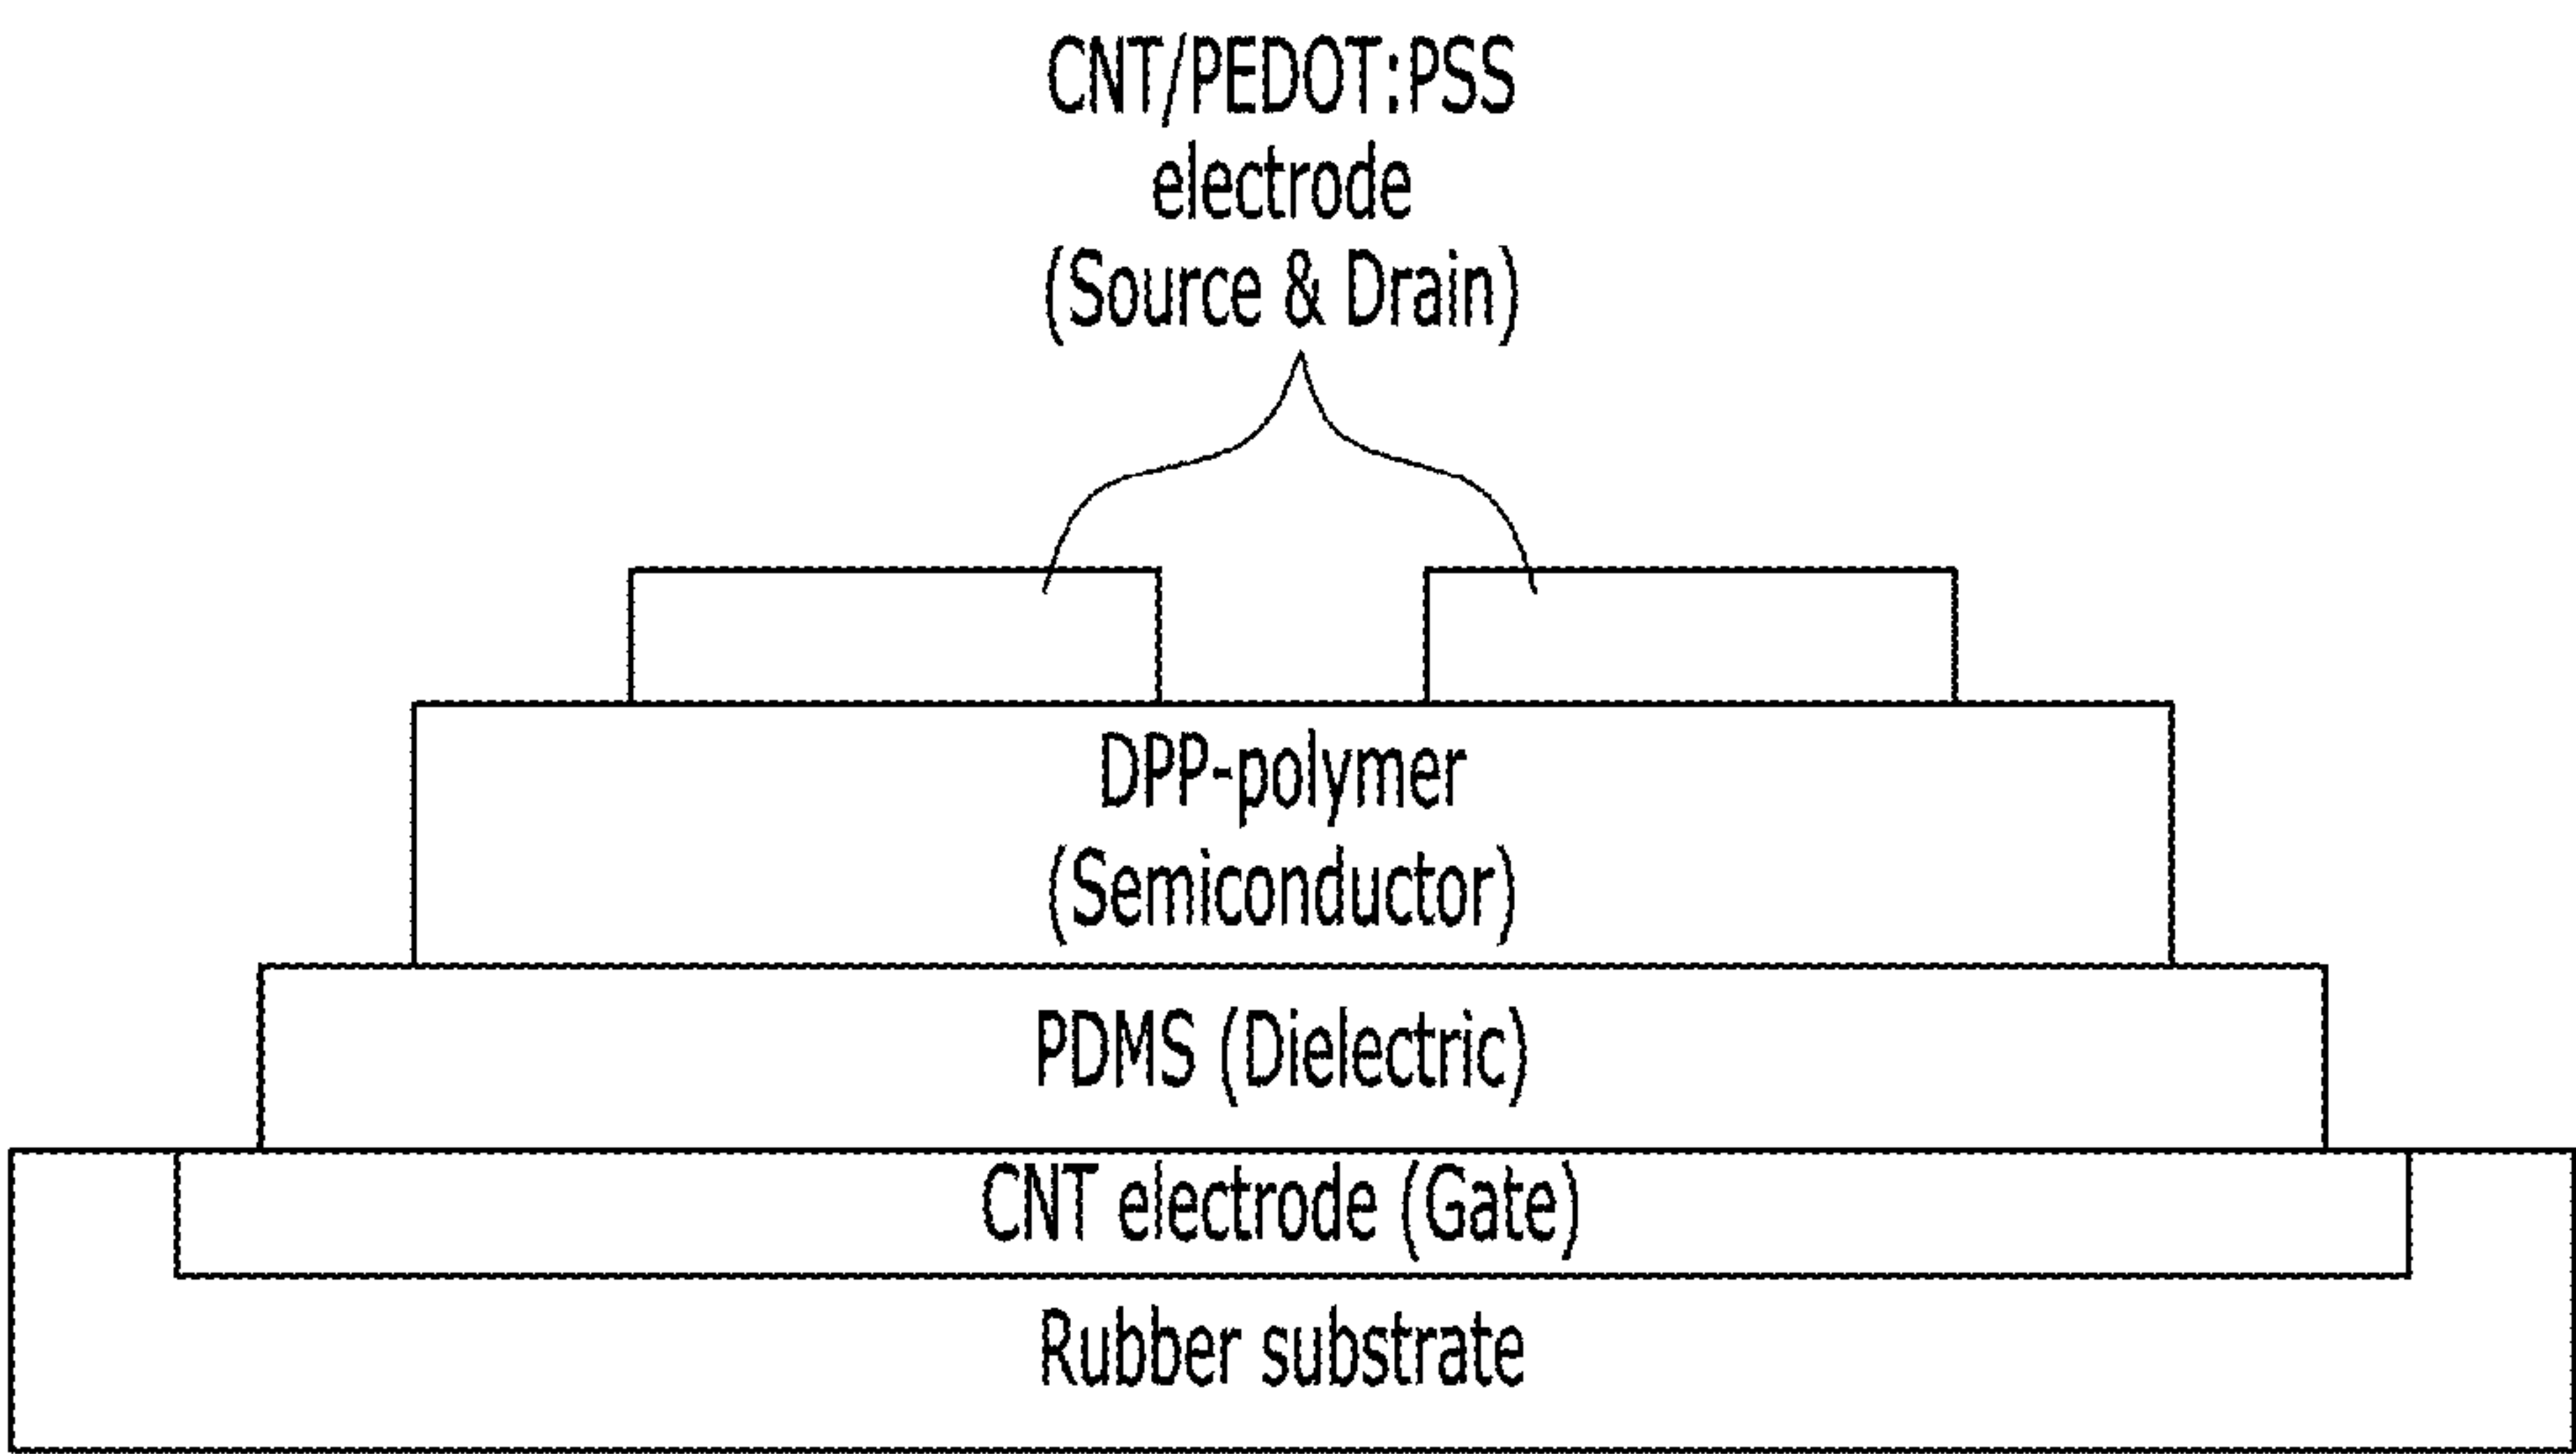 CNT/PEDOT:PSS
electrode
(Source & Drain)
DPP-polymer
(Semiconductor)
PDMS (Dielectric)
CNT electrode (Gate)
Rubber substrate